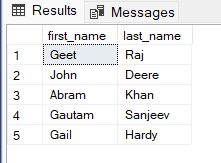 Results Messages
first_name last_name
1 Geet Raj
2 John Deere
3 Abram Khan
4 Gautam Sanjeev
5 Gail Hardy